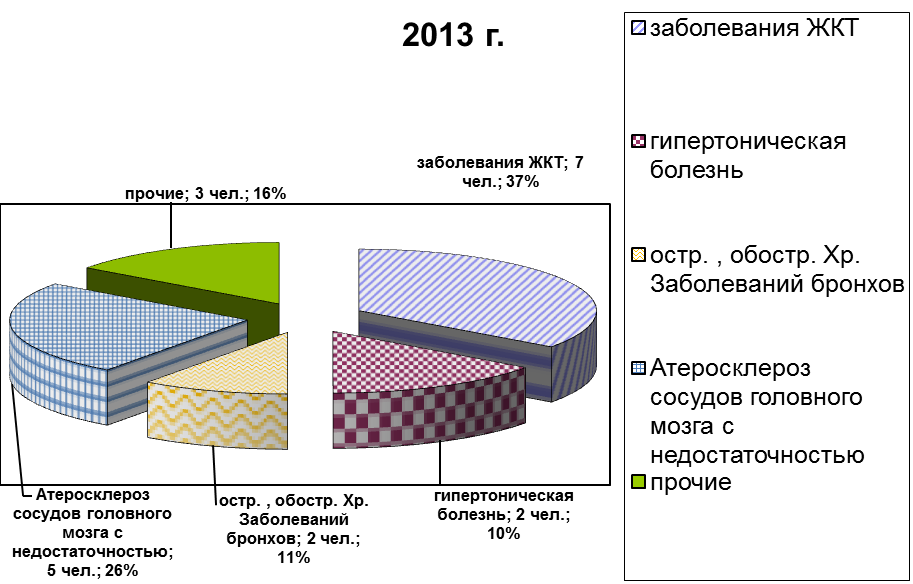 2013 г.
заболевания ЖКТ; 7
чел.; 37%
прочие; 3 чел.; 16%
Атеросклероз
сосудов головного
мозга с
недостаточностью;
5 чел.; 26%
остр. , обостр. Хр.
Заболеваний
бронхов; 2 чел.;
11%
гипертоническая
болезнь; 2 чел.;
10%
заболевания ЖКТ
гипертоническая
болезнь
остр. , обостр. Хр.
Заболеваний бронхов
Атеросклероз
сосудов головного
мозга с
недостаточностью
прочие